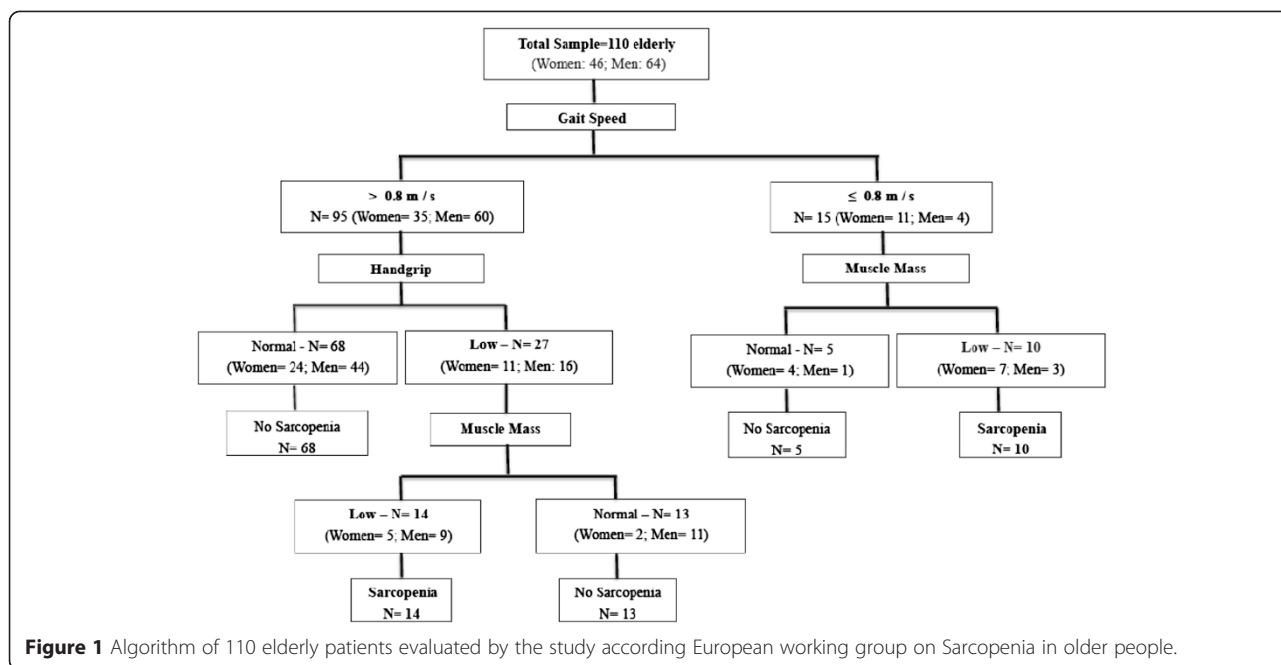 Total Sample=110 elderly
(Women: 46; Men: 64)
Gait Speed
> 0.8 m / s
N= 95 (Women= 35; Men= 60)
≤ 0.8 m / s
N= 15 (Women= 11; Men= 4)
Handgrip
Muscle Mass
Normal - N= 68
(Women= 24; Men= 44)
Low – N= 27
(Women= 11; Men: 16)
Normal - N= 5
(Women= 4; Men= 1)
Low – N= 10
(Women= 7; Men= 3)
No Sarcopenia
N= 68
Muscle Mass
No Sarcopenia
N= 5
Sarcopenia
N= 10
Low – N= 14
(Women= 5; Men= 9)
Normal – N= 13
(Women= 2; Men= 11)
Sarcopenia
N= 14
No Sarcopenia
N= 13
Figure 1 Algorithm of 110 elderly patients evaluated by the study according European working group on Sarcopenia in older people.